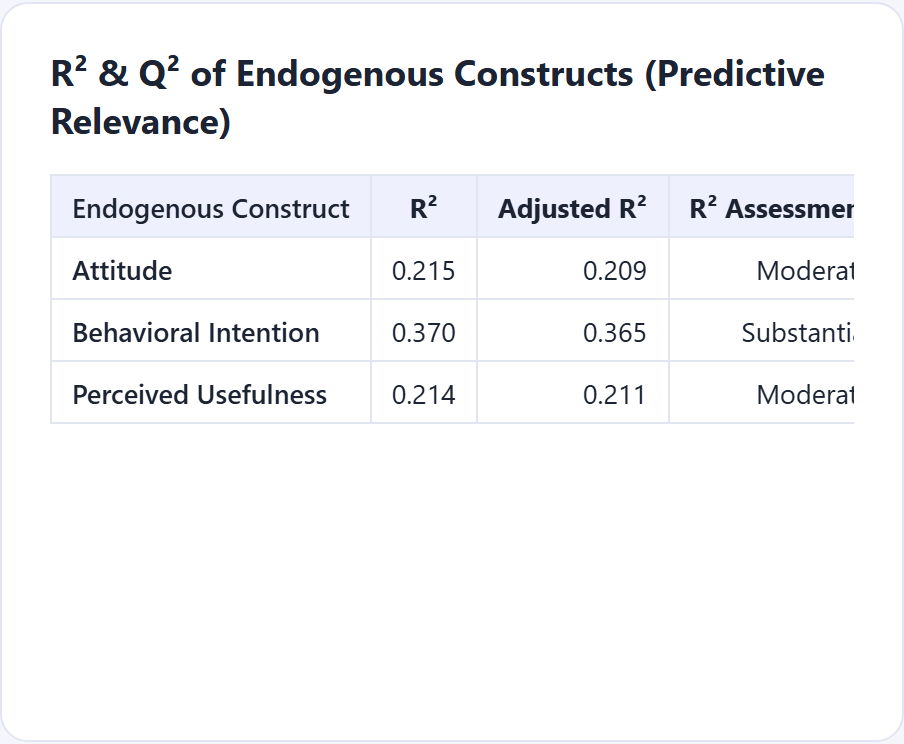 R² & Q² of Endogenous Constructs (Predictive
Relevance)
Endogenous Construct R² Adjusted R² R²
Attitude 0.215 0.209
Behavioral Intention 0.370 0.365
Perceived Usefulness 0.214 0.211